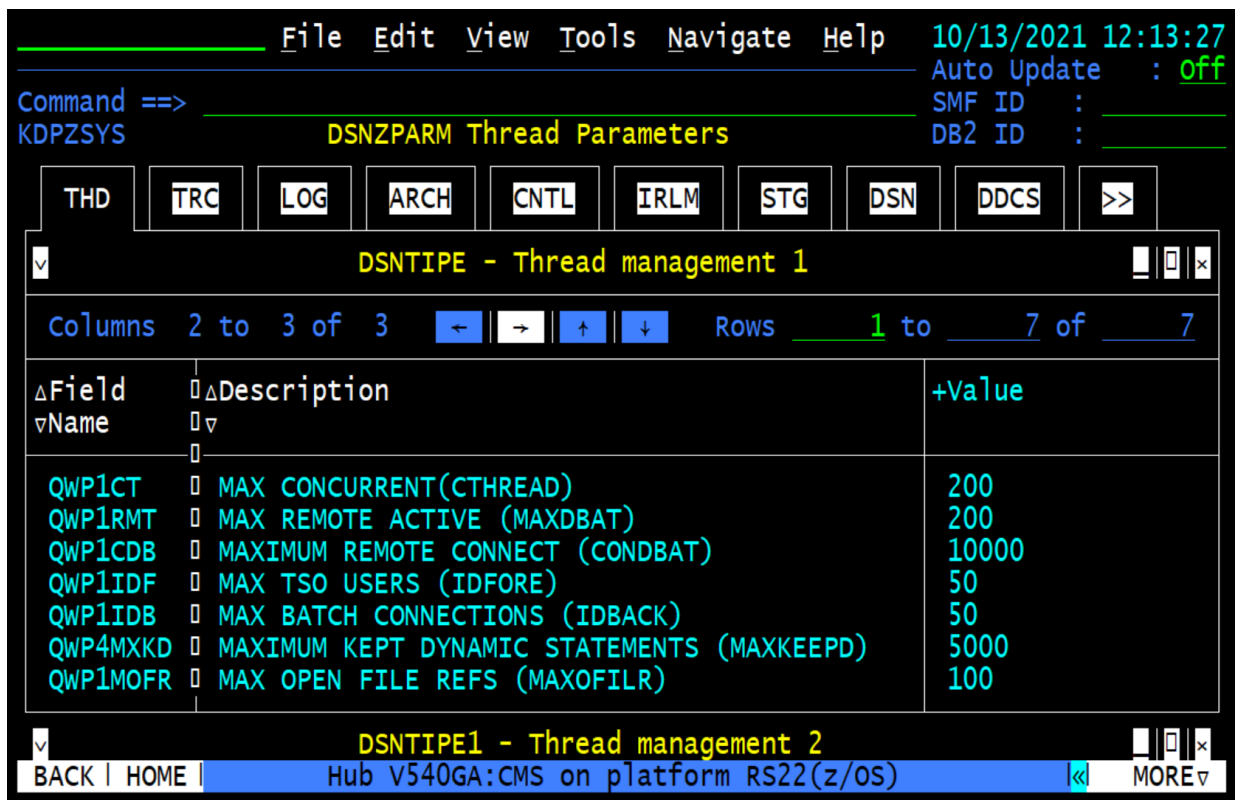 File Edit View Tools Navigate Help 10/13/2021 12:13:27
Auto Update : Off
Command ==> SMF ID :
KDPZSYS DSNZPARM Thread Parameters DB2 ID :
THD TRC LOG ARCH CNTL IRLM STG DSN DDCS >>
DSNTIPE - Thread management 1
Columns 2 to 3 of 3 ← → ↑ ↓ Rows 1 to 7 of 7
△Field △Description +Value
▽Name ▽
QWP1CT MAX CONCURRENT(CTHREAD) 200
QWP1RMT MAX REMOTE ACTIVE (MAXDBAT) 200
QWP1CDB MAXIMUM REMOTE CONNECT (CONDBAT) 10000
QWP1IDF MAX TSO USERS (IDFORE) 50
QWP1IDB MAX BATCH CONNECTIONS (IDBACK) 50
QWP4MXKD MAXIMUM KEPT DYNAMIC STATEMENTS (MAXKEEPD) 5000
QWP1MOFR MAX OPEN FILE REFS (MAXOFILR) 100
DSNTIPE1 - Thread management 2
BACK | HOME | Hub V540GA:CMS on platform RS22(z/OS) « MORE▽